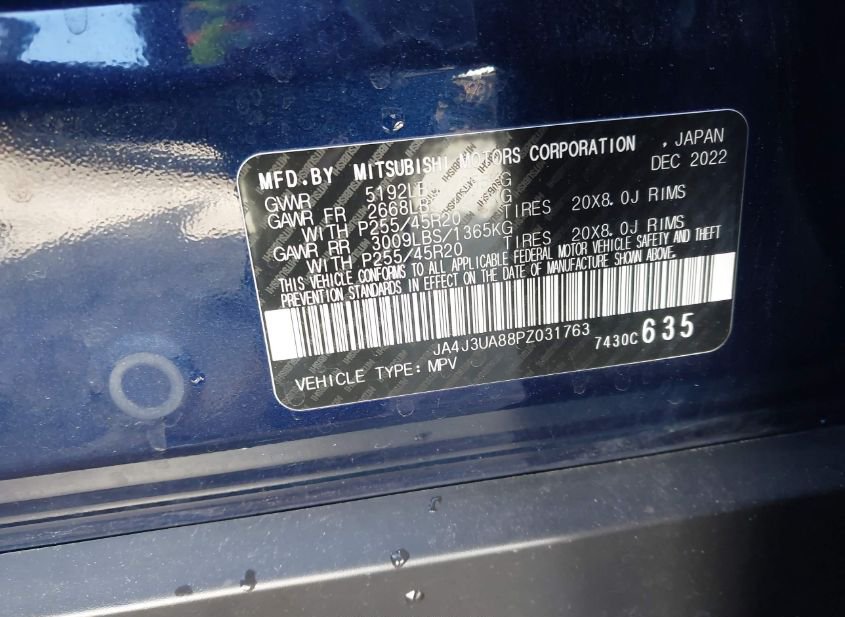 MFD.BY MITSUBISHI MOTORS CORPORATION , JAPAN
DEC 2022
GVWR 5192LB
GAWR FR 2668LB
WITH P255/45R20 TIRES 20X8.0J RIMS
GAWR RR 3009LBS/1365KG
WITH P255/45R20 TIRES 20X8.0J RIMS
THIS VEHICLE CONFORMS TO ALL APPLICABLE FEDERAL MOTOR VEHICLE SAFETY AND THEFT
PREVENTION STANDARDS IN EFFECT ON THE DATE OF MANUFACTURE SHOWN ABOVE.
JA4J3UA88PZ031763 7430C 635
VEHICLE TYPE: MPV